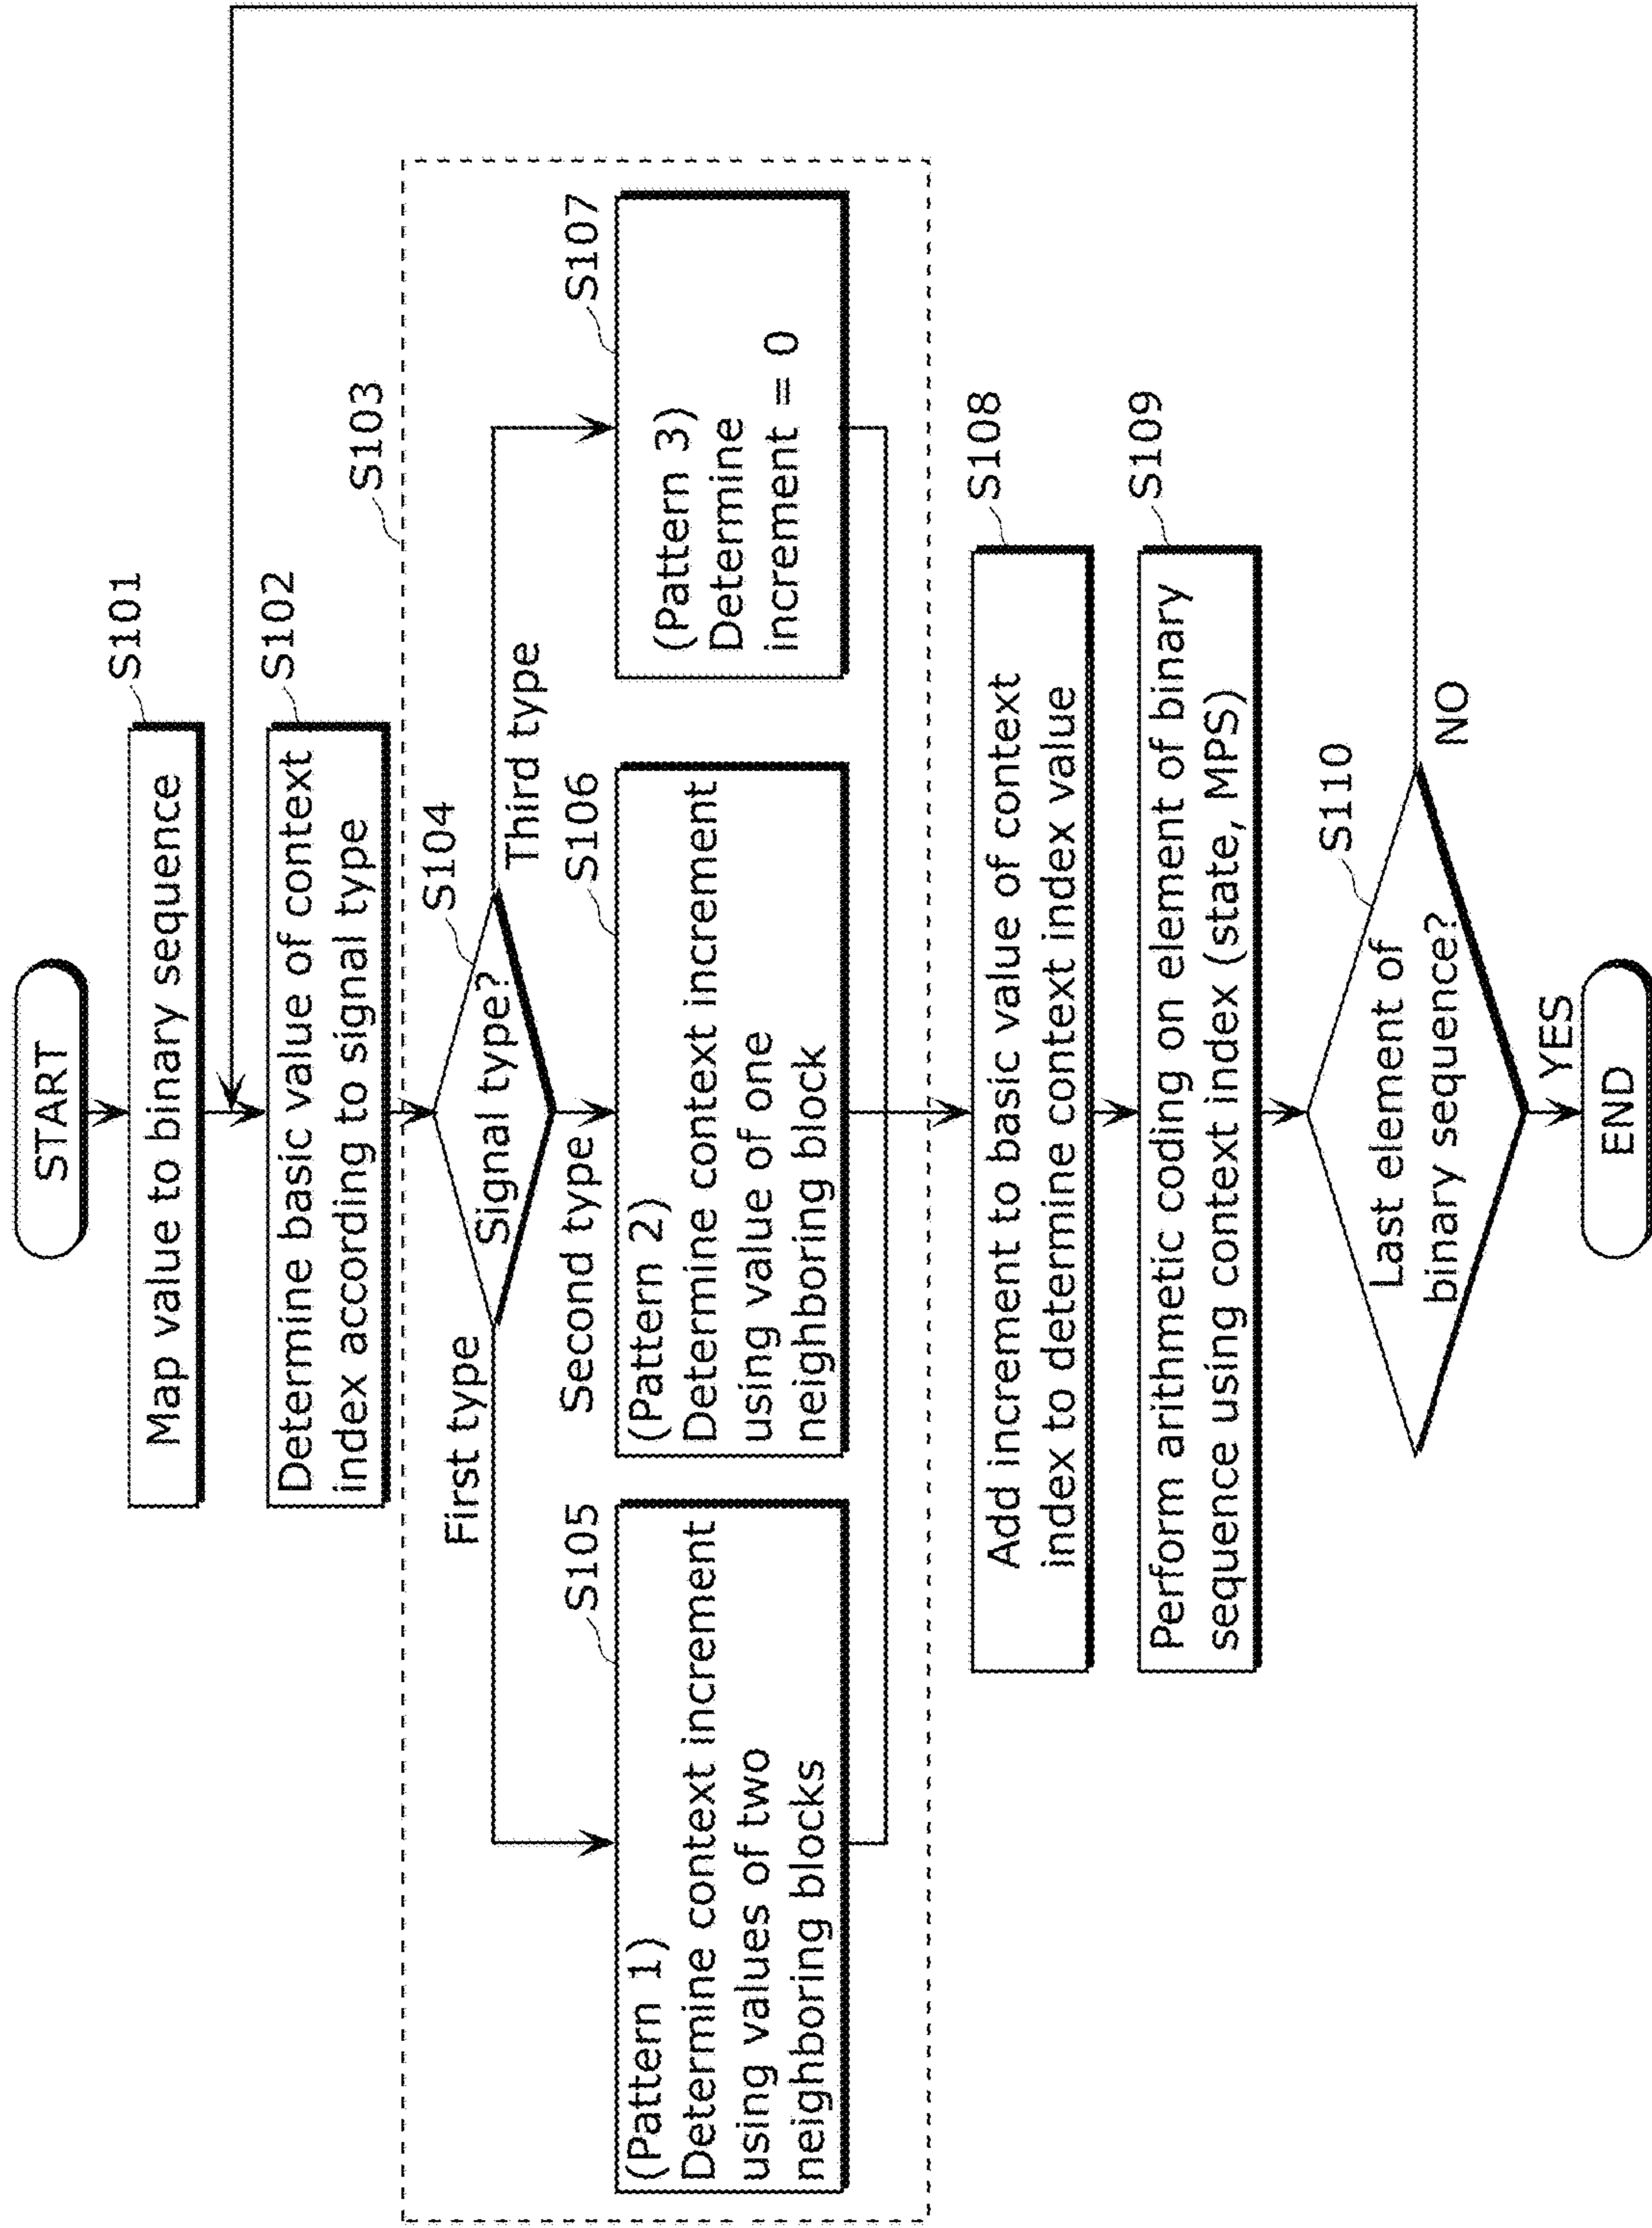 START
S101
Map value to binary sequence
S102
Determine basic value of context
index according to signal type
S103
S104
Signal type?
First type
Second type
Third type
S105
(Pattern 1)
Determine context increment
using values of two
neighboring blocks
S106
(Pattern 2)
Determine context increment
using value of one
neighboring block
S107
(Pattern 3)
Determine
increment = 0
S108
Add increment to basic value of context
index to determine context index value
S109
Perform arithmetic coding on element of binary
sequence using context index (state, MPS)
S110
Last element of
binary sequence?
NO
YES
END